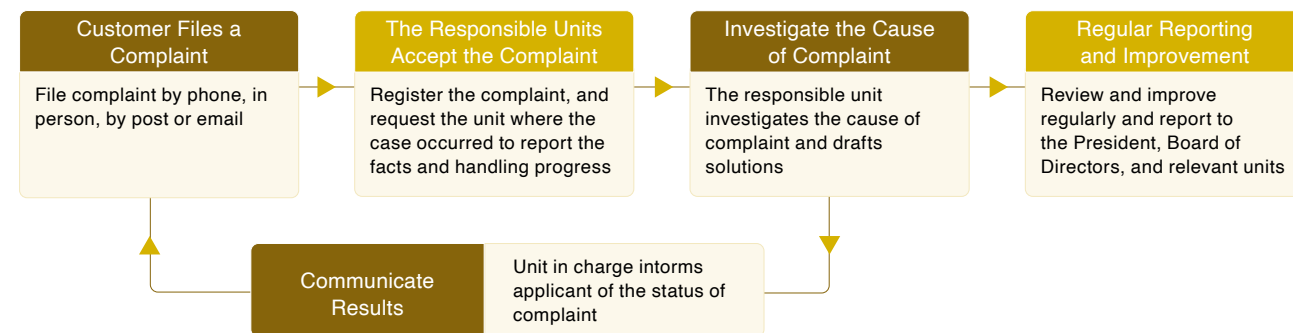 Customer Files a
Complaint
File complaint by phone, in
person, by post or email
The Responsible Units
Accept the Complaint
Register the complaint, and
request the unit where the
case occurred to report the
facts and handling progress
Investigate the Cause
of Complaint
The responsible unit
investigates the cause of
complaint and drafts
solutions
Regular Reporting
and Improvement
Review and improve
regularly and report to
the President, Board of
Directors, and relevant units
Communicate
Results
Unit in charge intorms
applicant of the status of
complaint